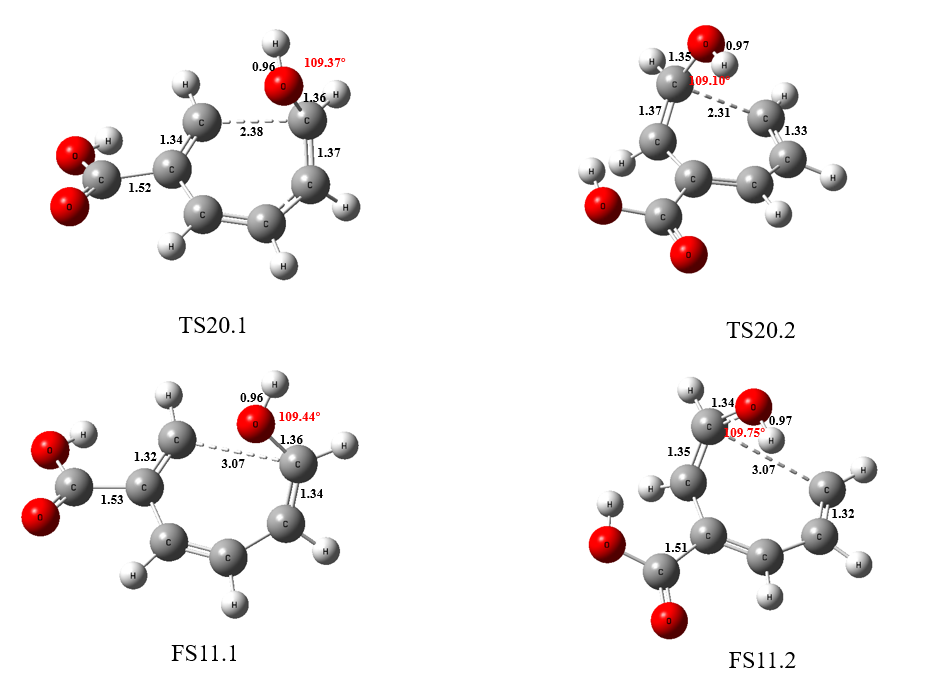 H
0.96
109.37°
O
H
1.36
H
C
2.38
C
1.34
1.37
O
H
C
1.52
C
C
O
C
C
H
H
H
TS20.1
O
0.97
1.35
H
H
C
109.10°
H
1.37
2.31
C
1.33
C
C
H
H
C
C
H
O
C
H
O
TS20.2
H
H
0.96
O
109.44°
H
1.36
H
O
C
3.07
C
1.32
C
1.53
C
1.34
O
C
H
C
C
H
H
FS11.1
H
1.34
O
0.97
C
109.75°
H
1.35
3.07
H
H
C
C
H
1.32
O
1.51
C
C
C
C
H
H
O
FS11.2